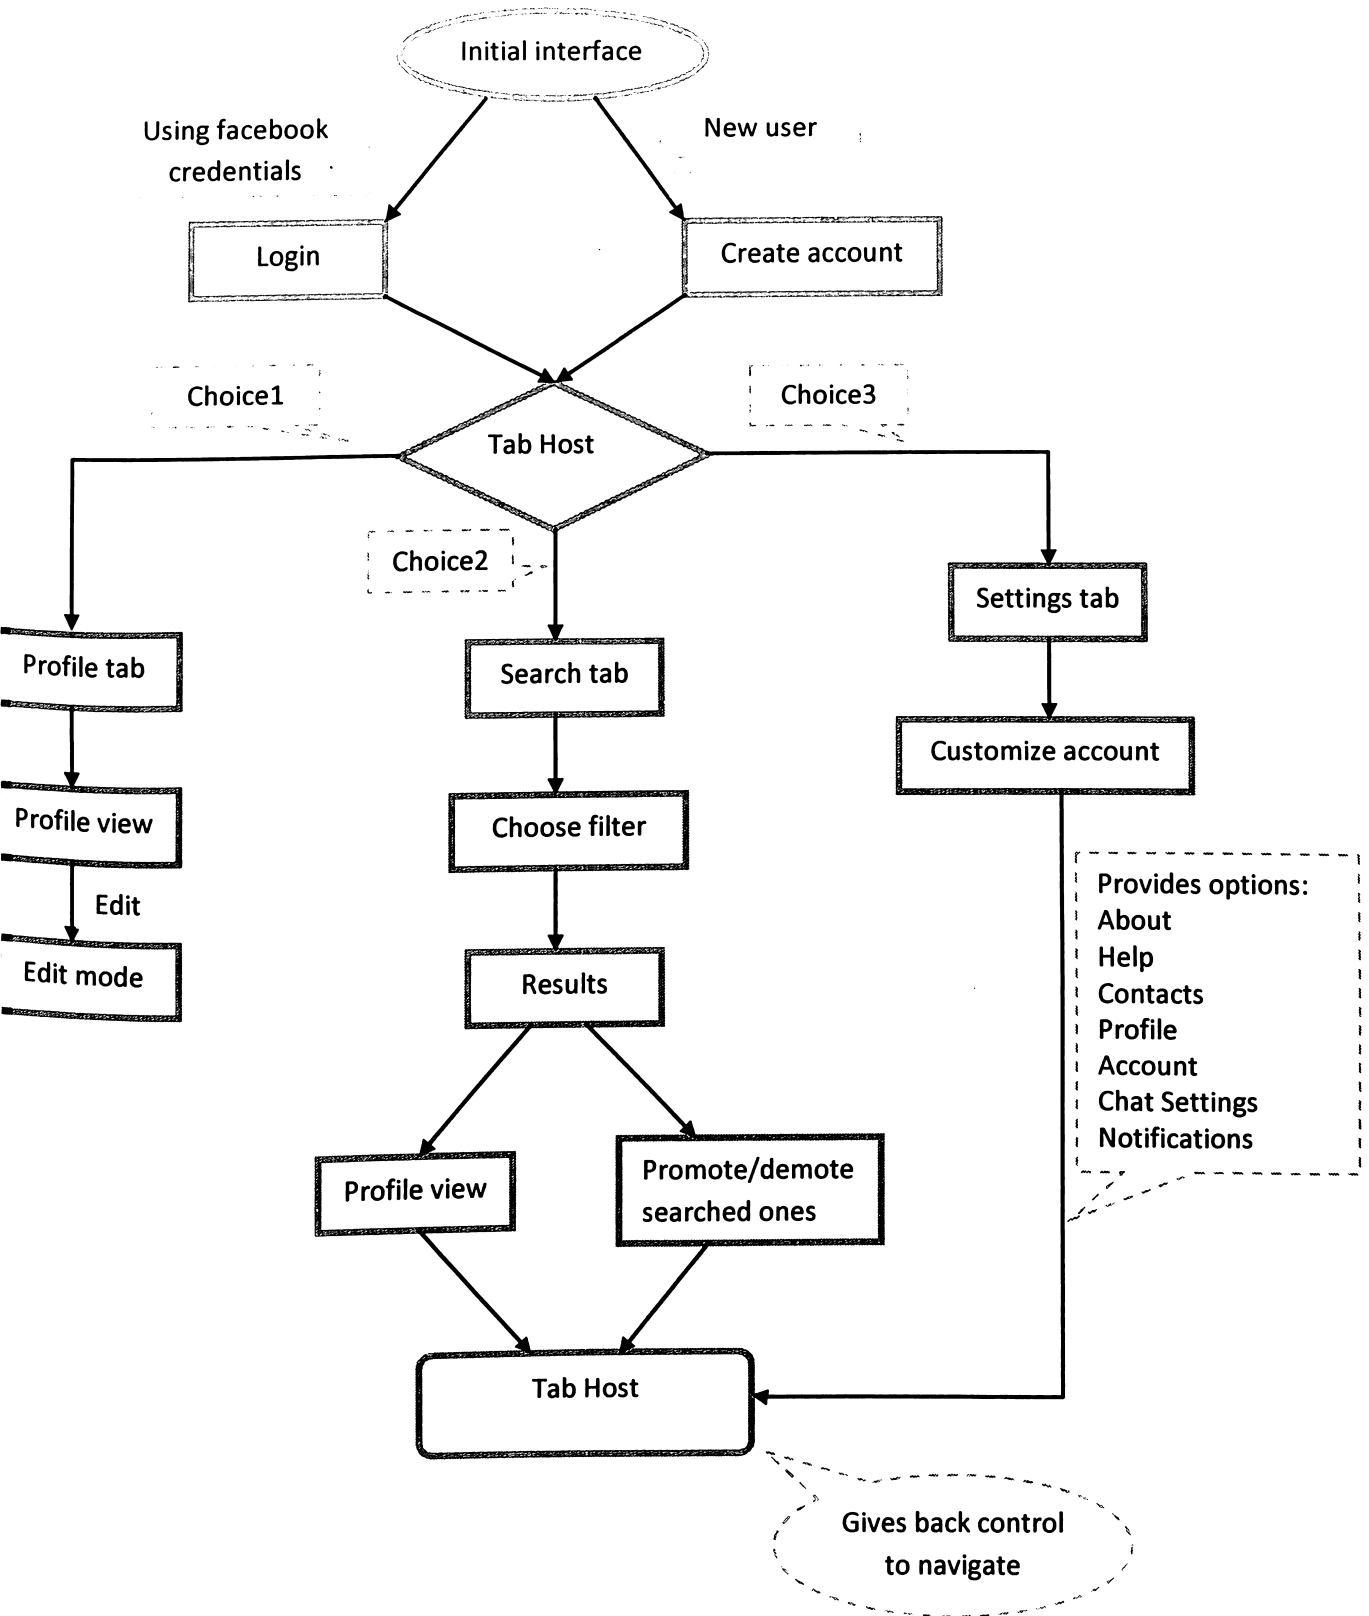 Initial interface
Using facebook
credentials
New user
Login
Create account
Choice1
Choice3
Tab Host
Choice2
Settings tab
Profile tab
Search tab
Customize account
Profile view
Choose filter
Edit
Edit mode
Results
Provides options:
About
Help
Contacts
Profile
Account
Chat Settings
Notifications
Profile view
Promote/demote
searched ones
Tab Host
Gives back control
to navigate